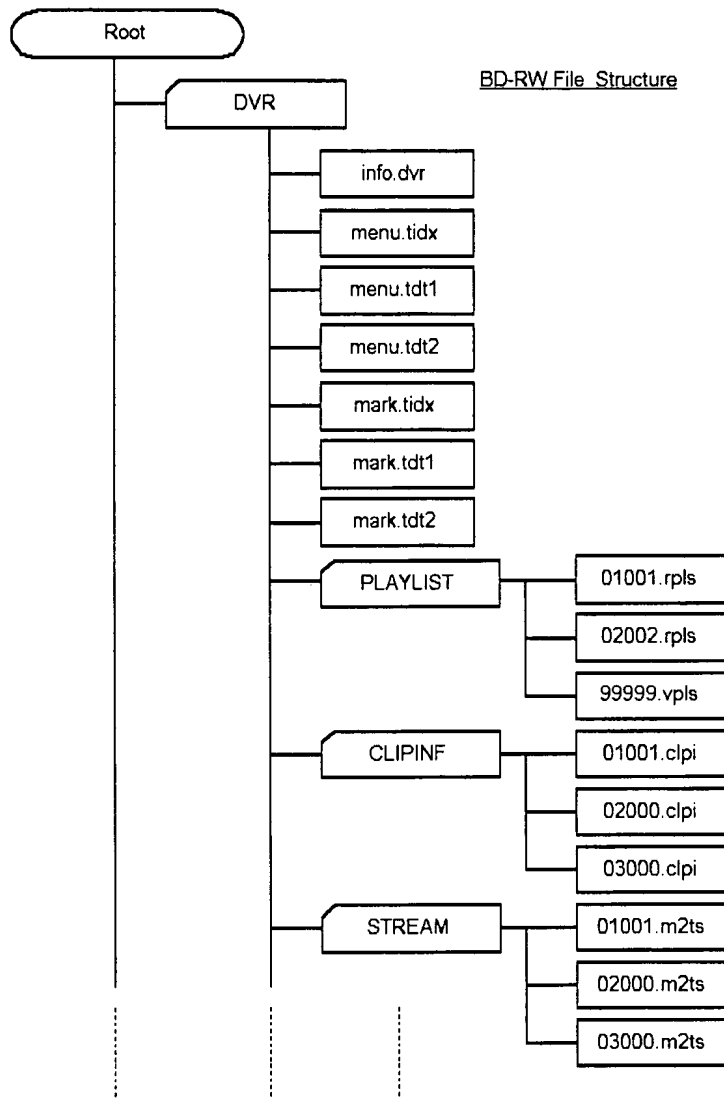 Root
BD-RW File Structure
DVR
info.dvr
menu.tidx
menu.tdt1
menu.tdt2
mark.tidx
mark.tdt1
mark.tdt2
PLAYLIST
01001.rpls
02002.rpls
99999.vpls
CLIPINF
01001.clpi
02000.clpi
03000.clpi
STREAM
01001.m2ts
02000.m2ts
03000.m2ts